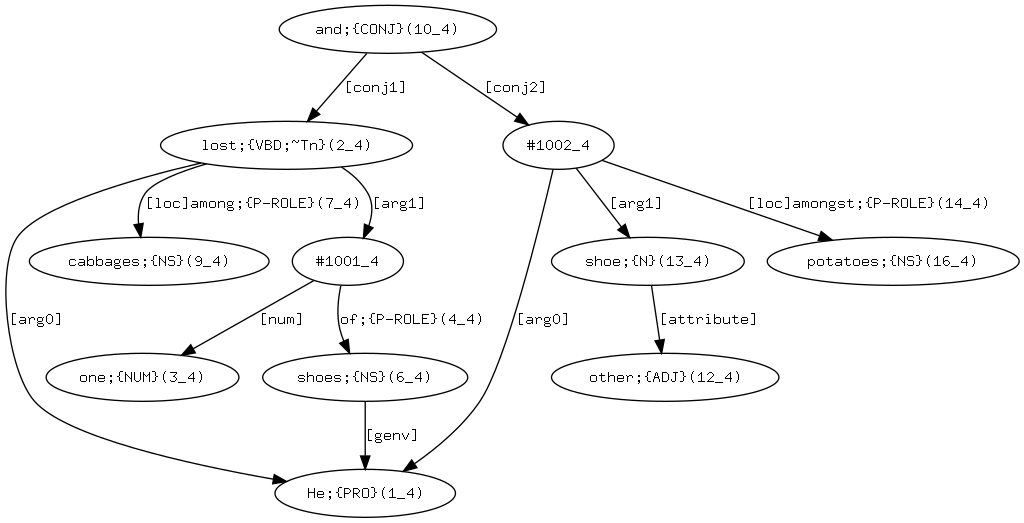 and;{CONJ}(10_4)
[conj1]
[conj2]
lost;{VBD;~Tn}(2_4)
#1002_4
[loc]among;{P-ROLE}(7_4)
[arg1]
[arg1]
[loc]amongst;{P-ROLE}(14_4)
cabbages;{NS}(9_4)
#1001_4
shoe;{N}(13_4)
potatoes;{NS}(16_4)
[arg0]
[num]
of;{P-ROLE}(4_4)
[arg0]
[attribute]
one;{NUM}(3_4)
shoes;{NS}(6_4)
other;{ADJ}(12_4)
[genv]
He;{PRO}(1_4)